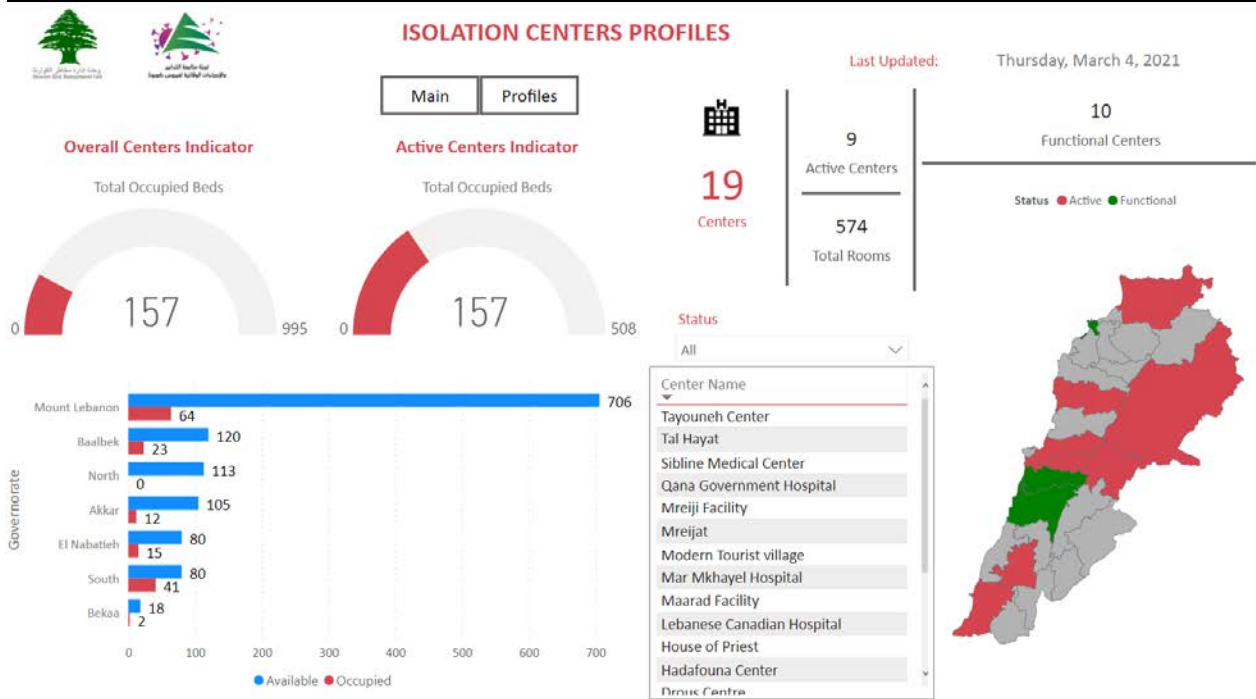 ISOLATION CENTERS PROFILES
Last Updated:
Thursday, March 4, 2021
Main
Profiles
Overall Centers Indicator
Total Occupied Beds
157
0
995
Active Centers Indicator
Total Occupied Beds
157
0
508
19
Centers
9
Active Centers
574
Total Rooms
10
Functional Centers
Status Active Functional
Governorate
Mount Lebanon
706
64
Baalbek
120
23
North
113
0
Akkar
105
12
El Nabatieh
80
15
South
80
41
Bekaa
18
2
0 100 200 300 400 500 600 700
Available Occupied
Status
All
Center Name
Tayouneh Center
Tal Hayat
Sibline Medical Center
Qana Government Hospital
Mreiji Facility
Mreijat
Modern Tourist village
Mar Mkhayel Hospital
Maarad Facility
Lebanese Canadian Hospital
House of Priest
Hadafouna Center
Drous Centre